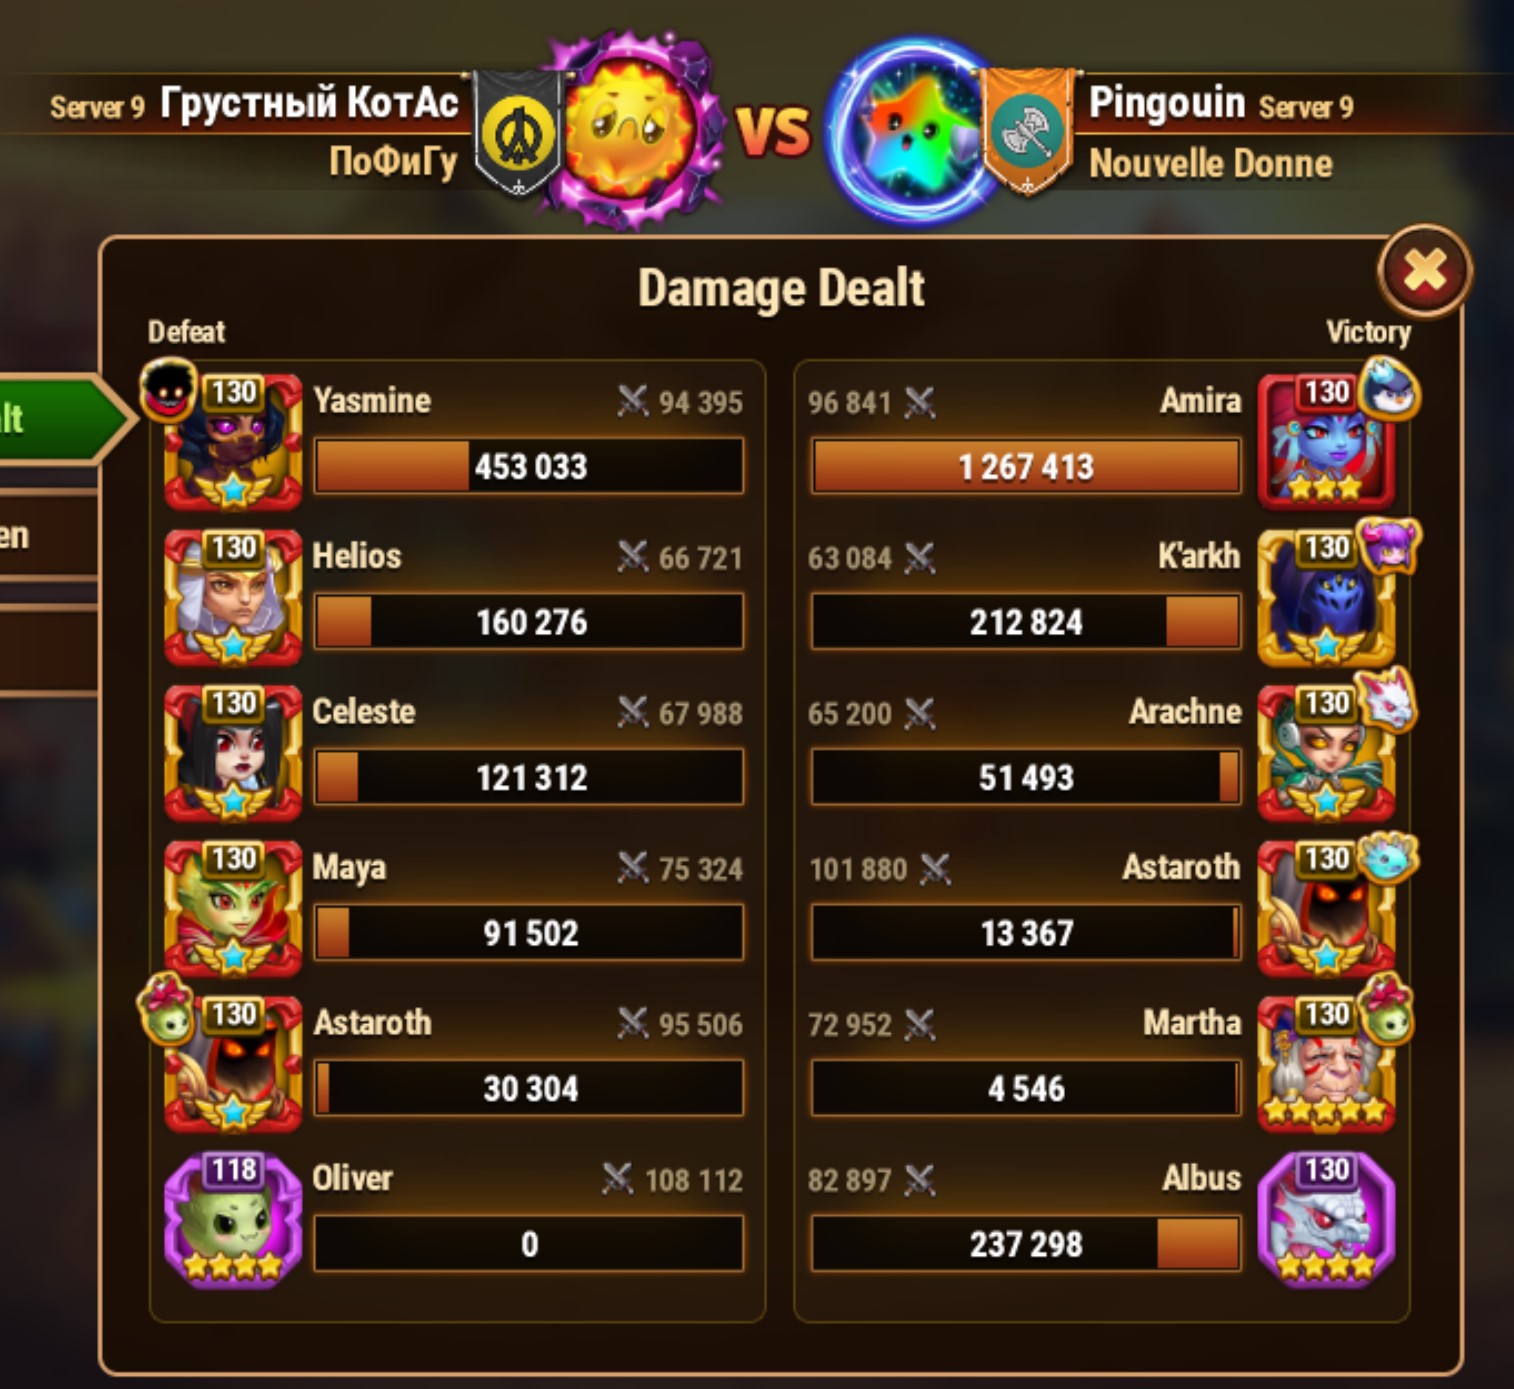 Server 9 Грустный КотАс
ПоФиГу
VS
Pingouin Server 9
Nouvelle Donne
Damage Dealt
Defeat
Victory
lt
en
130 Yasmine 94 395
453 033
96 841 Amira 130
1 267 413
130 Helios 66 721
160 276
63 084 K'arkh 130
212 824
130 Celeste 67 988
121 312
65 200 Arachne 130
51 493
130 Maya 75 324
91 502
101 880 Astaroth 130
13 367
130 Astaroth 95 506
30 304
72 952 Martha 130
4 546
118 Oliver 108 112
0
82 897 Albus 130
237 298